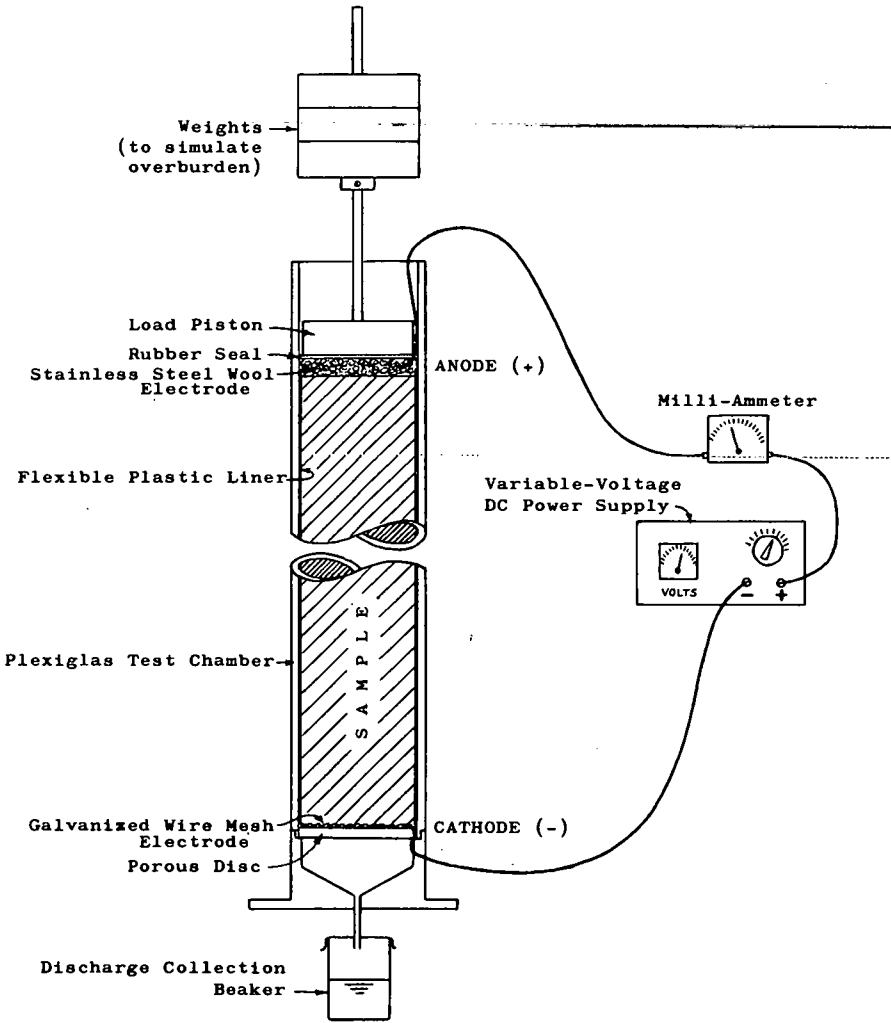 Weights
(to simulate
overburden)
Load Piston
Rubber Seal
Stainless Steel Wool
Electrode
ANODE (+)
Milli-Ammeter
Flexible Plastic Liner
Variable-Voltage
DC Power Supply
VOLTS
- +
Plexiglas Test Chamber
SAMPLE
Galvanized Wire Mesh
Electrode
CATHODE (-)
Porous Disc
Discharge Collection
Beaker